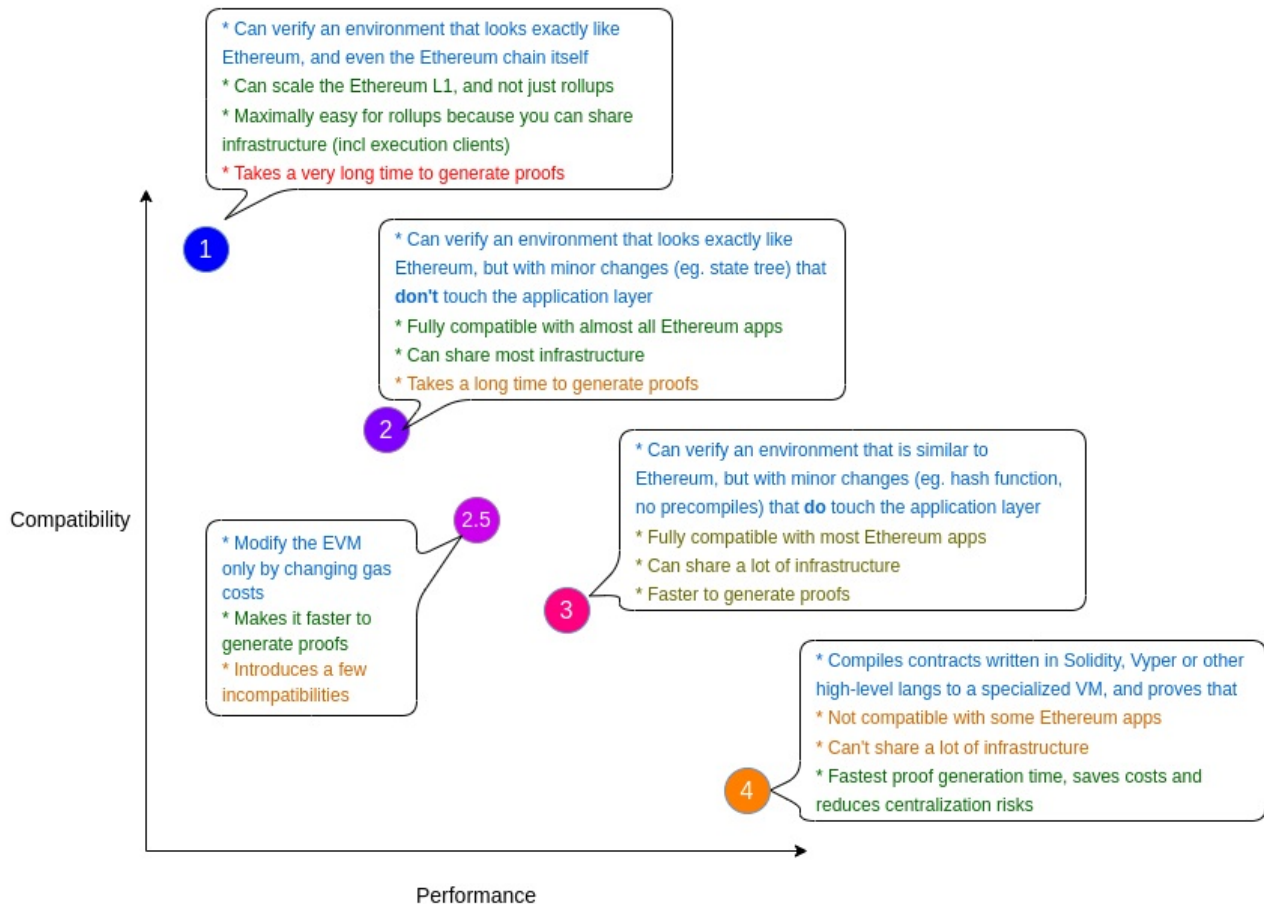 * Can verify an environment that looks exactly like
Ethereum, and even the Ethereum chain itself
* Can scale the Ethereum L1, and not just rollups
* Maximally easy for rollups because you can share
infrastructure (incl execution clients)
* Takes a very long time to generate proofs
1
* Can verify an environment that looks exactly like
Ethereum, but with minor changes (eg. state tree) that
don't touch the application layer
* Fully compatible with almost all Ethereum apps
* Can share most infrastructure
* Takes a long time to generate proofs
2
Compatibility
2.5
* Modify the EVM
only by changing gas
costs
* Makes it faster to
generate proofs
* Introduces a few
incompatibilities
* Can verify an environment that is similar to
Ethereum, but with minor changes (eg. hash function,
no precompiles) that do touch the application layer
* Fully compatible with most Ethereum apps
* Can share a lot of infrastructure
* Faster to generate proofs
3
* Compiles contracts written in Solidity, Vyper or other
high-level langs to a specialized VM, and proves that
* Not compatible with some Ethereum apps
* Can't share a lot of infrastructure
* Fastest proof generation time, saves costs and
reduces centralization risks
4
Performance